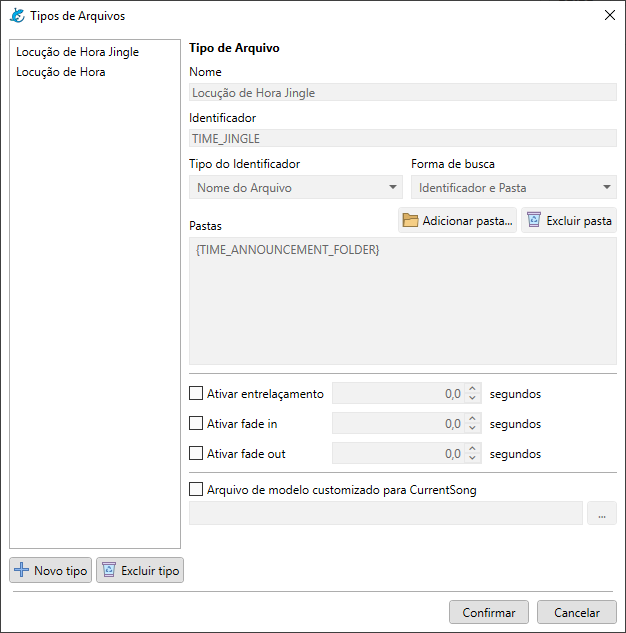 Tipos de Arquivos
Locução de Hora Jingle
Locução de Hora
Tipo de Arquivo
Nome
Locução de Hora Jingle
Identificador
TIME_JINGLE
Tipo do Identificador
Forma de busca
Nome do Arquivo
Identificador e Pasta
Pastas
Adicionar pasta...
Excluir pasta
{TIME_ANNOUNCEMENT_FOLDER}
Ativar entrelaçamento 0,0 segundos
Ativar fade in 0,0 segundos
Ativar fade out 0,0 segundos
Arquivo de modelo customizado para CurrentSong
...
Novo tipo
Excluir tipo
Confirmar
Cancelar